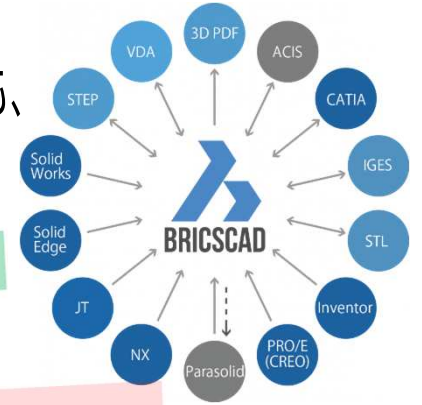 3D PDF
VDA
ACIS
STEP
CATIA
Solid
Works
IGES
BRICSCAD
Solid
Edge
STL
JT
Inventor
NX
PRO/E
(CREO)
Parasolid